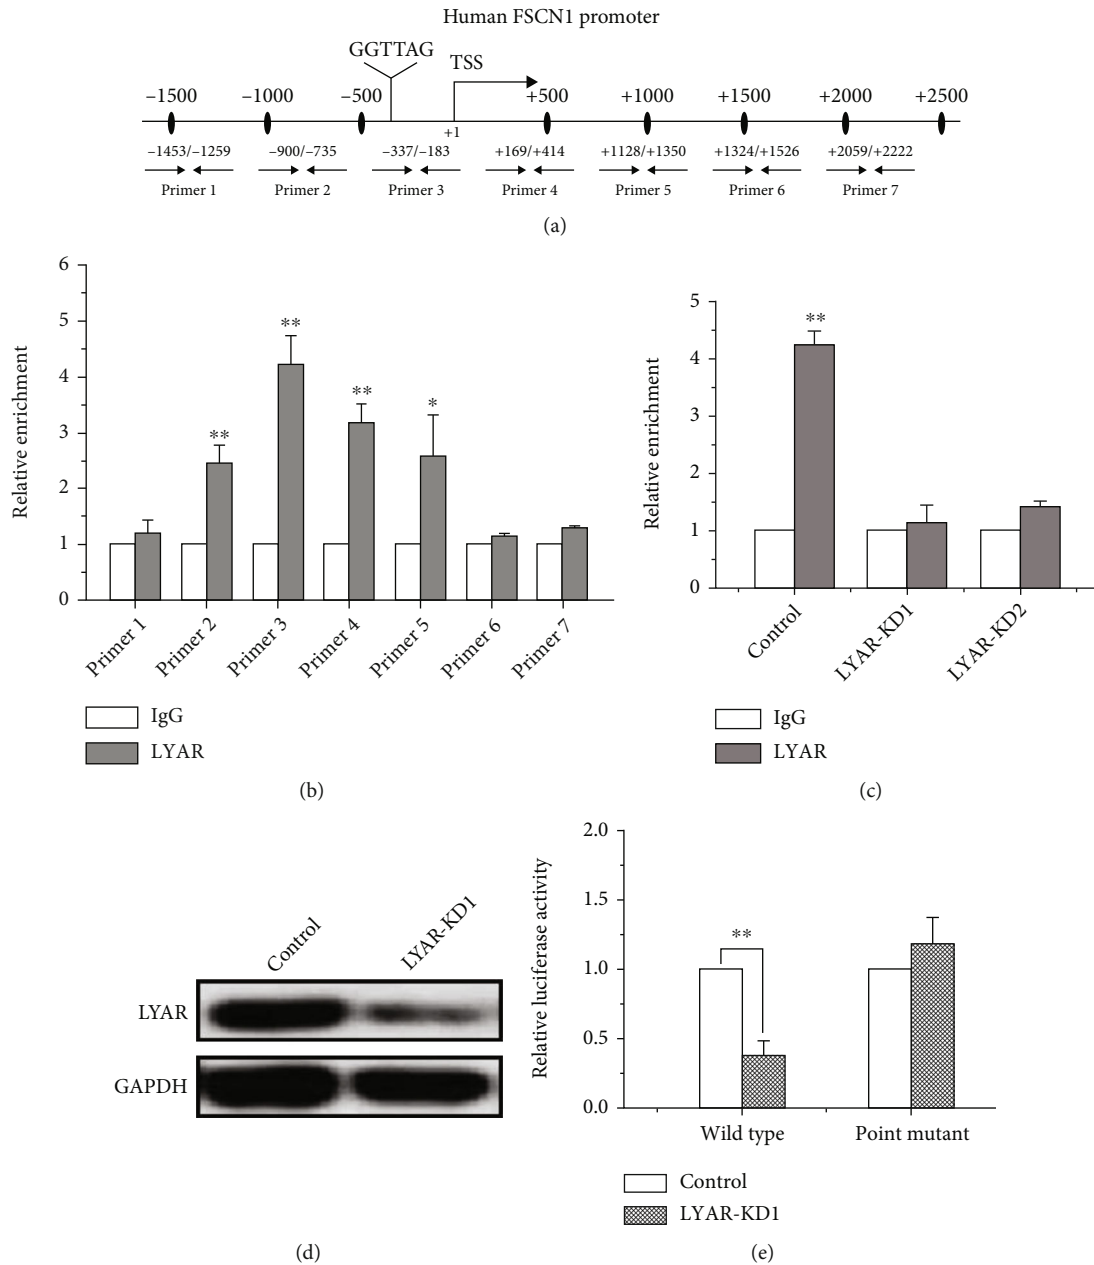 Human FSCN1 promoter
GGTTAG
TSS
–1500 –1000 –500 +500 +1000 +1500 +2000 +2500
+1
–1453/–1259 –900/–735 –337/–183 +169/+414 +1128/+1350 +1324/+1526 +2059/+2222
Primer 1 Primer 2 Primer 3 Primer 4 Primer 5 Primer 6 Primer 7
(a)
Relative enrichment
6
5
4
3
2
1
0
**
**
**
*
Primer 1
Primer 2
Primer 3
Primer 4
Primer 5
Primer 6
Primer 7
IgG
LYAR
(b)
Relative enrichment
5
4
3
2
1
0
**
Control
LYAR-KD1
LYAR-KD2
IgG
LYAR
(c)
Control
LYAR-KD1
LYAR
GAPDH
(d)
Relative luciferase activity
2.0
1.5
1.0
0.5
0.0
**
Wild type
Point mutant
Control
LYAR-KD1
(e)